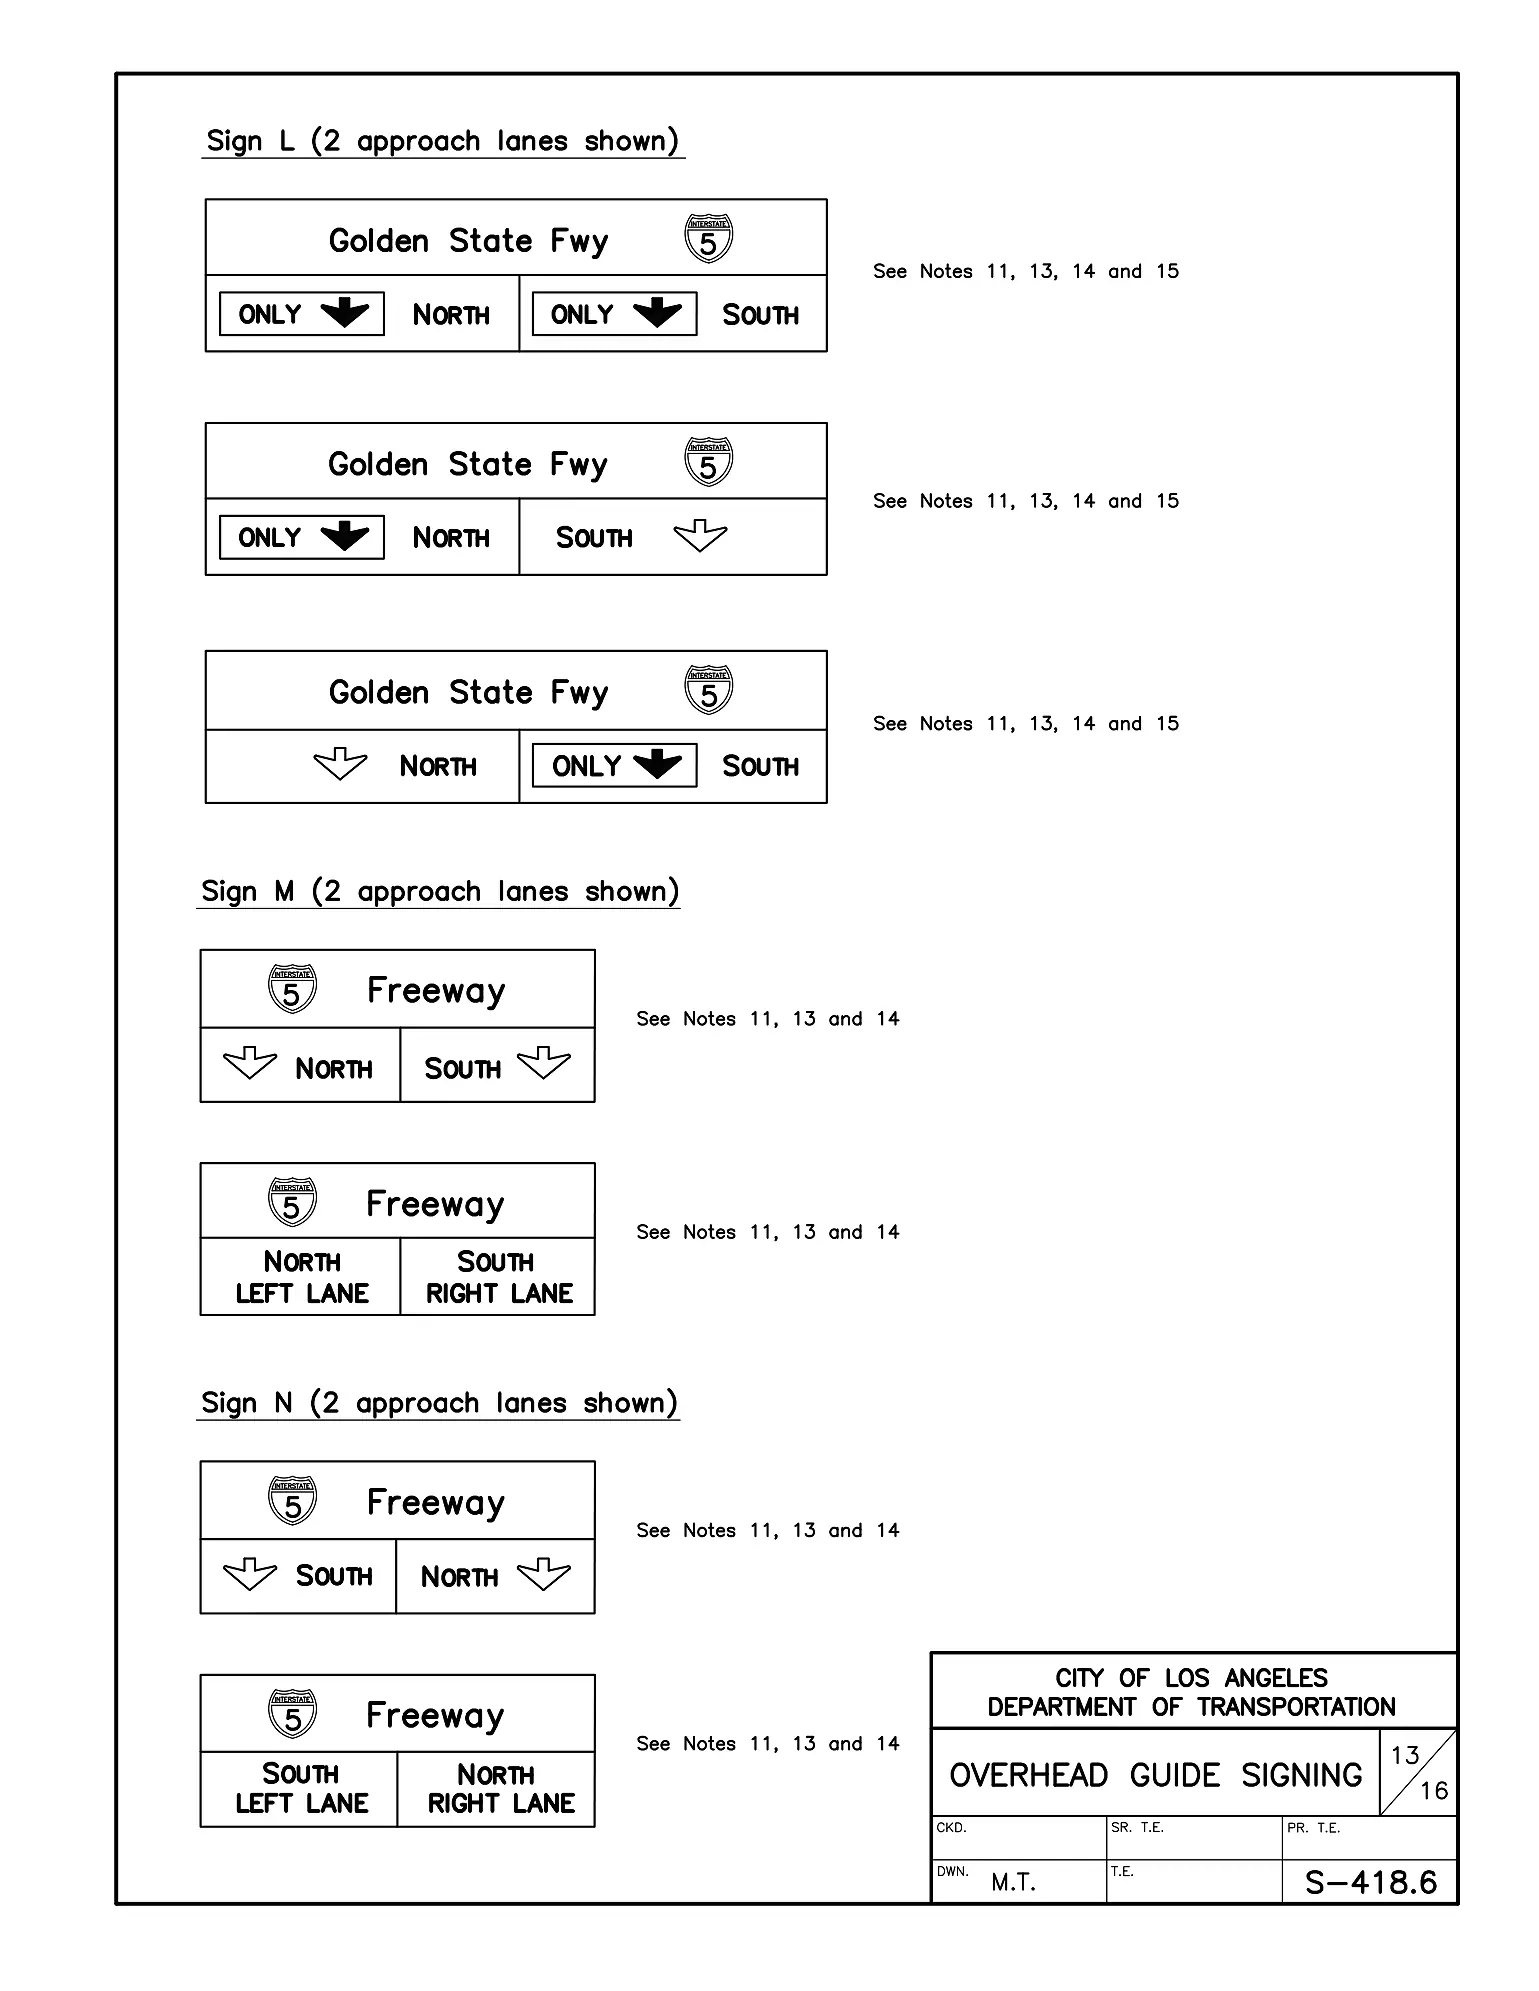 Sign L (2 approach lanes shown)
Golden State Fwy INTERSTATE 5
ONLY NORTH ONLY SOUTH
See Notes 11, 13, 14 and 15
Golden State Fwy INTERSTATE 5
ONLY NORTH SOUTH
See Notes 11, 13, 14 and 15
Golden State Fwy INTERSTATE 5
NORTH ONLY SOUTH
See Notes 11, 13, 14 and 15
Sign M (2 approach lanes shown)
INTERSTATE 5 Freeway
NORTH SOUTH
See Notes 11, 13 and 14
INTERSTATE 5 Freeway
NORTH SOUTH
LEFT LANE RIGHT LANE
See Notes 11, 13 and 14
Sign N (2 approach lanes shown)
INTERSTATE 5 Freeway
SOUTH NORTH
See Notes 11, 13 and 14
INTERSTATE 5 Freeway
SOUTH NORTH
LEFT LANE RIGHT LANE
See Notes 11, 13 and 14
CITY OF LOS ANGELES
DEPARTMENT OF TRANSPORTATION
OVERHEAD GUIDE SIGNING 13/16
CKD. SR. T.E. PR. T.E.
DWN. M.T. T.E. S-418.6